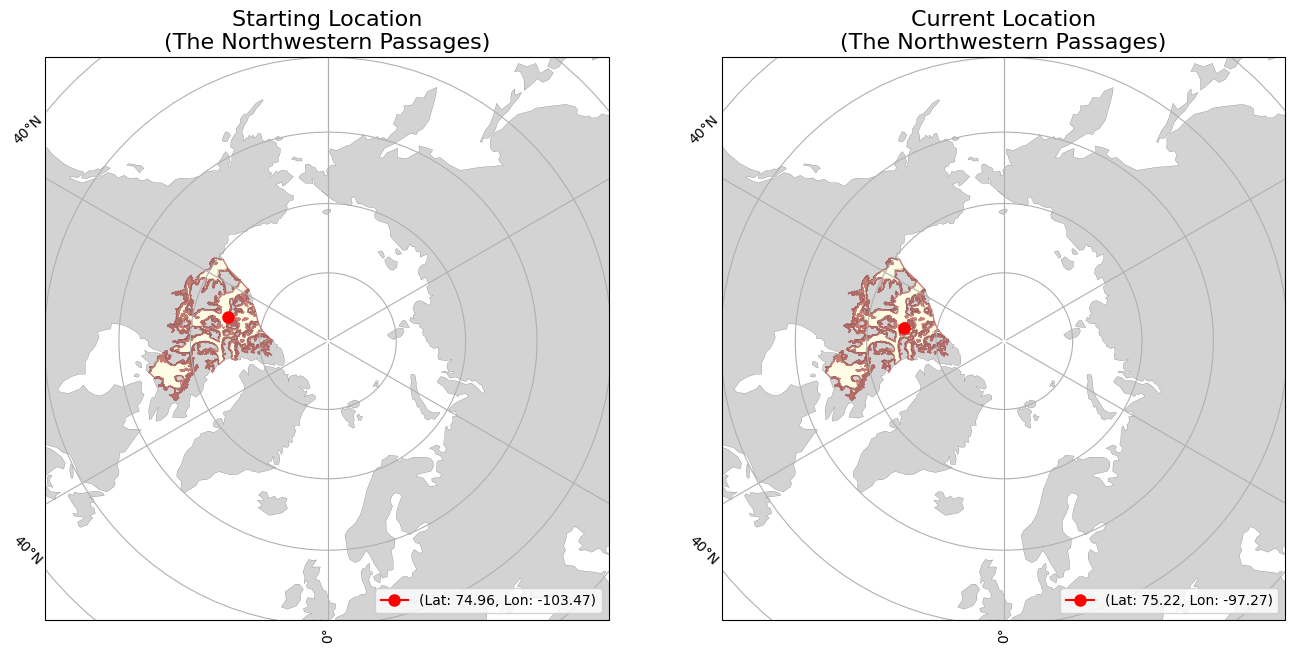 Starting Location
(The Northwestern Passages)
40°N
40°N
0°
(Lat: 74.96, Lon: -103.47)
Current Location
(The Northwestern Passages)
40°N
40°N
0°
(Lat: 75.22, Lon: -97.27)